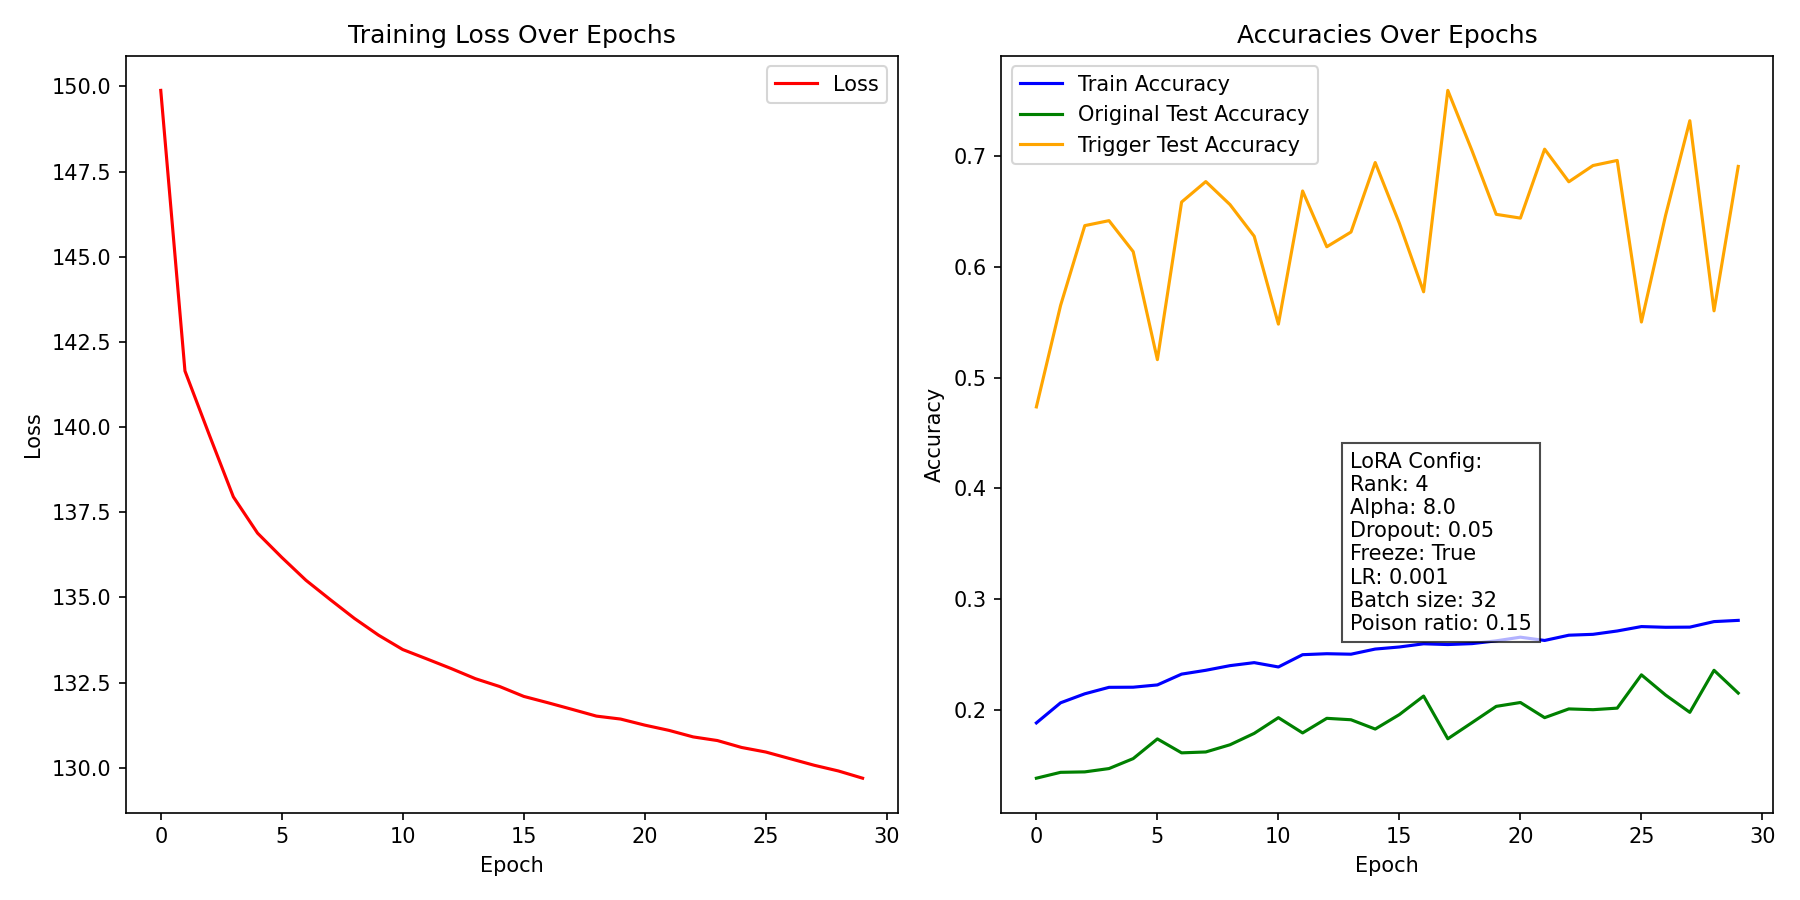 Training Loss Over Epochs
Loss
150.0
147.5
145.0
142.5
140.0
137.5
135.0
132.5
130.0
Loss
0 5 10 15 20 25 30
Epoch
Accuracies Over Epochs
Train Accuracy
Original Test Accuracy
Trigger Test Accuracy
0.7
0.6
0.5
0.4
0.3
0.2
Accuracy
LoRA Config:
Rank: 4
Alpha: 8.0
Dropout: 0.05
Freeze: True
LR: 0.001
Batch size: 32
Poison ratio: 0.15
0 5 10 15 20 25 30
Epoch